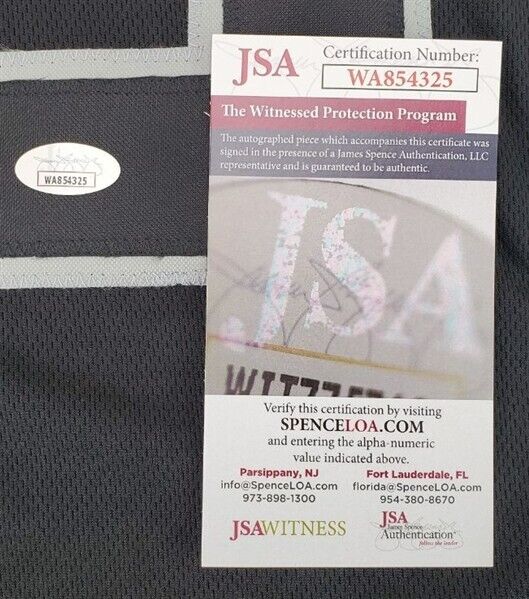 JSA
Certification Number:
WA854325
The Witnessed Protection Program
The autographed piece which accompanies this certificate was
signed in the presence of a James Spence Authentication, LLC
representative and is guaranteed to be authentic.
WA854325
JSA
Verify this certification by visiting
SPENCELOA.COM
and entering the alpha-numeric
value indicated above.
Parsippany, NJ
info@SpenceLOA.com
973-898-1300
Fort Lauderdale, FL
florida@SpenceLOA.com
954-380-8670
JSAWITNESS
JSA
James Spence
Authentication
follow the leader